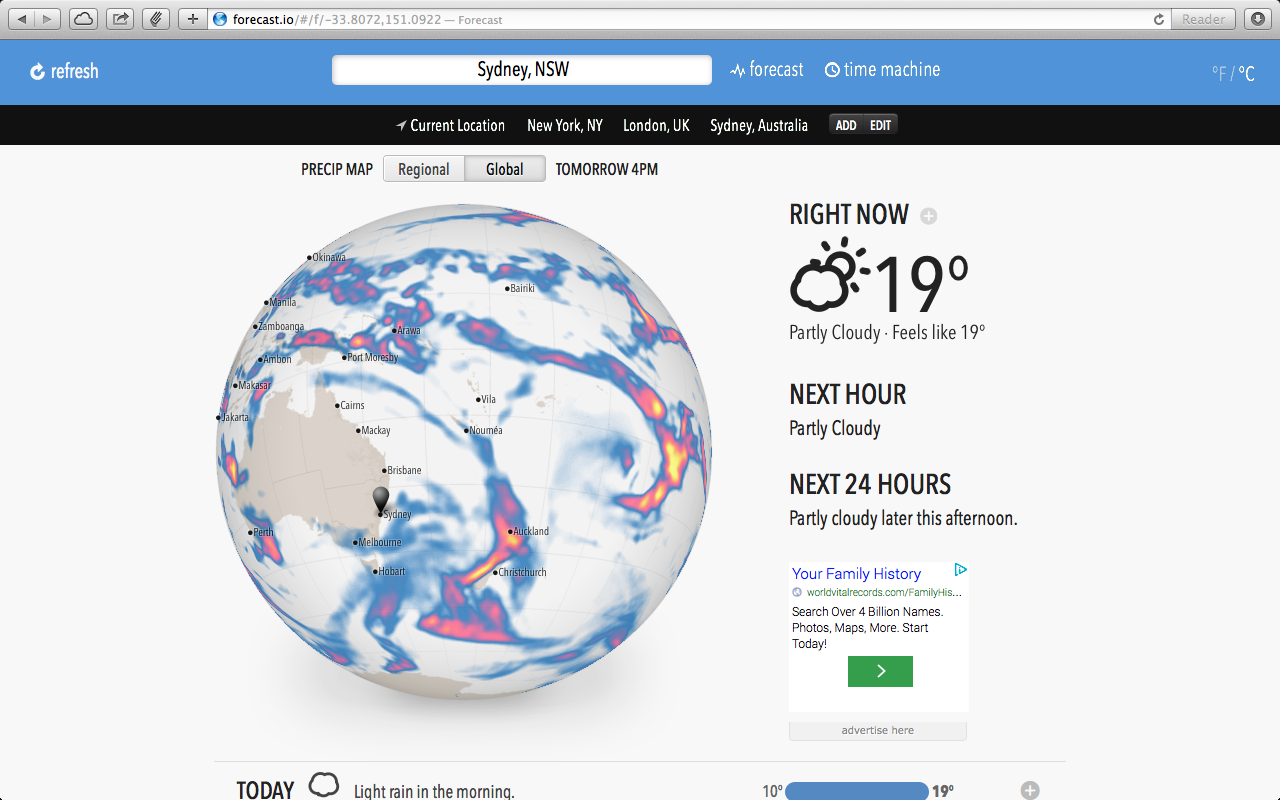 forecast.io/#/f/-33.8072,151.0922 — Forecast
Reader
refresh
Sydney, NSW
forecast
time machine
°F / °C
Current Location
New York, NY
London, UK
Sydney, Australia
ADD
EDIT
PRECIP MAP
Regional
Global
TOMORROW 4PM
Okinawa
Bairiki
Manila
Zamboanga
Arawa
Ambon
Port Moresby
Makasar
Vila
Cairns
Jakarta
Mackay
Nouméa
Brisbane
Sydney
Perth
Auckland
Melbourne
Hobart
Christchurch
RIGHT NOW
19°
Partly Cloudy · Feels like 19°
NEXT HOUR
Partly Cloudy
NEXT 24 HOURS
Partly cloudy later this afternoon.
Your Family History
worldvitalrecords.com/FamilyHis...
Search Over 4 Billion Names.
Photos, Maps, More. Start
Today!
advertise here
TODAY
Light rain in the morning.
10°
19°